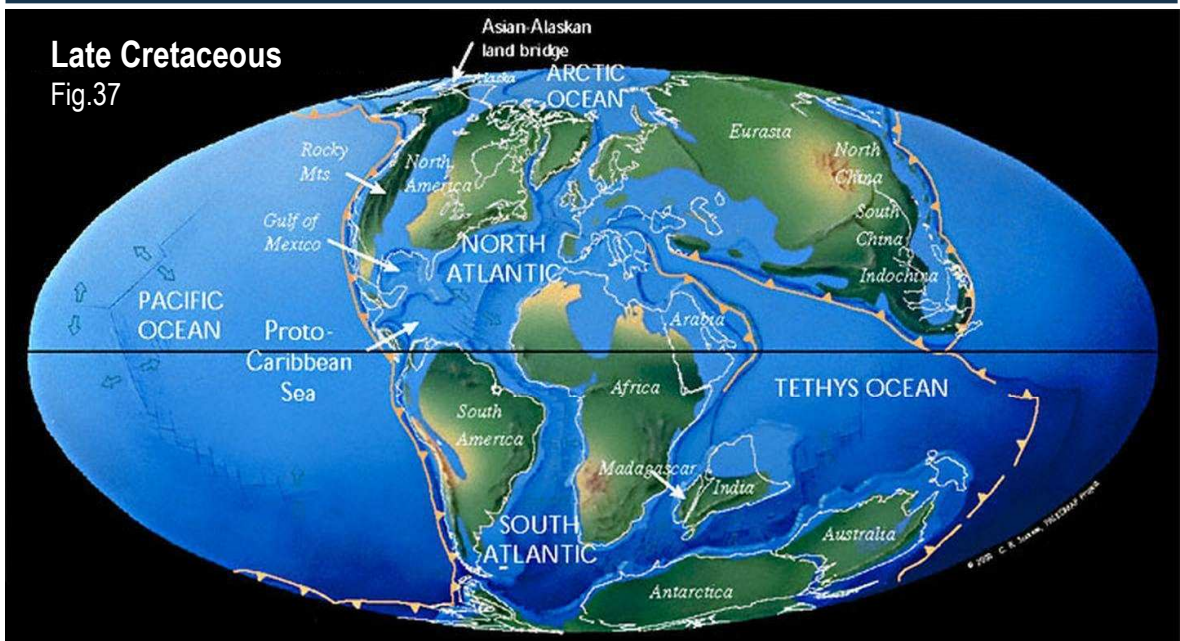 Late Cretaceous
Fig.37
Asian-Alaskan
land bridge
Alaska
ARCTIC
OCEAN
Eurasia
Rocky
Mts.
North
America
North
China
Gulf of
Mexico
South
China
NORTH
ATLANTIC
Indochina
PACIFIC
OCEAN
Arabia
Proto-
Caribbean
Sea
Africa
TETHYS OCEAN
South
America
Madagascar
India
SOUTH
ATLANTIC
Australia
Antarctica